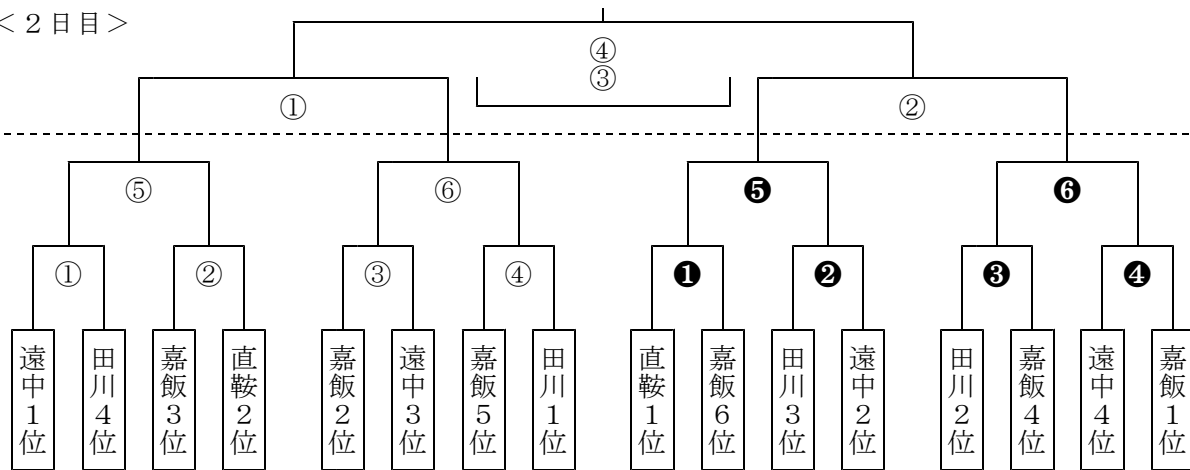 ＜２日目＞
④
③
① ②
⑤ ⑥ ❺ ❻
① ② ③ ④ ❶ ❷ ❸ ❹
遠中１位
田川４位
嘉飯３位
直鞍２位
嘉飯２位
遠中３位
嘉飯５位
田川１位
直鞍１位
嘉飯６位
田川３位
遠中２位
田川２位
嘉飯４位
遠中４位
嘉飯１位